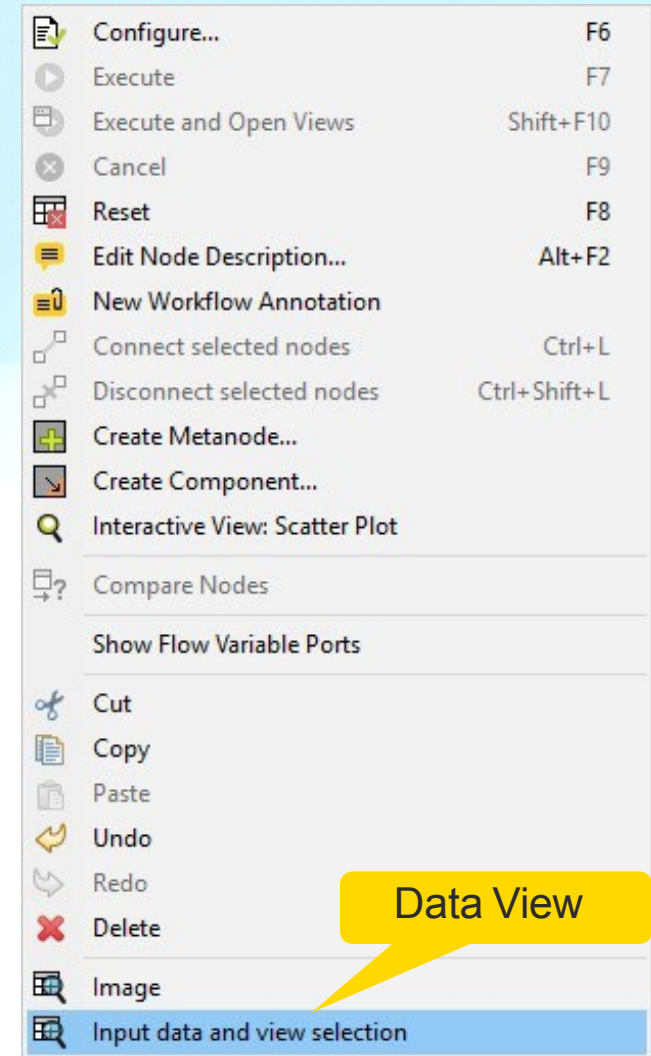 Configure... F6
Execute F7
Execute and Open Views Shift+F10
Cancel F9
Reset F8
Edit Node Description... Alt+F2
New Workflow Annotation
Connect selected nodes Ctrl+L
Disconnect selected nodes Ctrl+Shift+L
Create Metanode...
Create Component...
Interactive View: Scatter Plot
Compare Nodes
Show Flow Variable Ports
Cut
Copy
Paste
Undo
Redo
Data View
Delete
Image
Input data and view selection